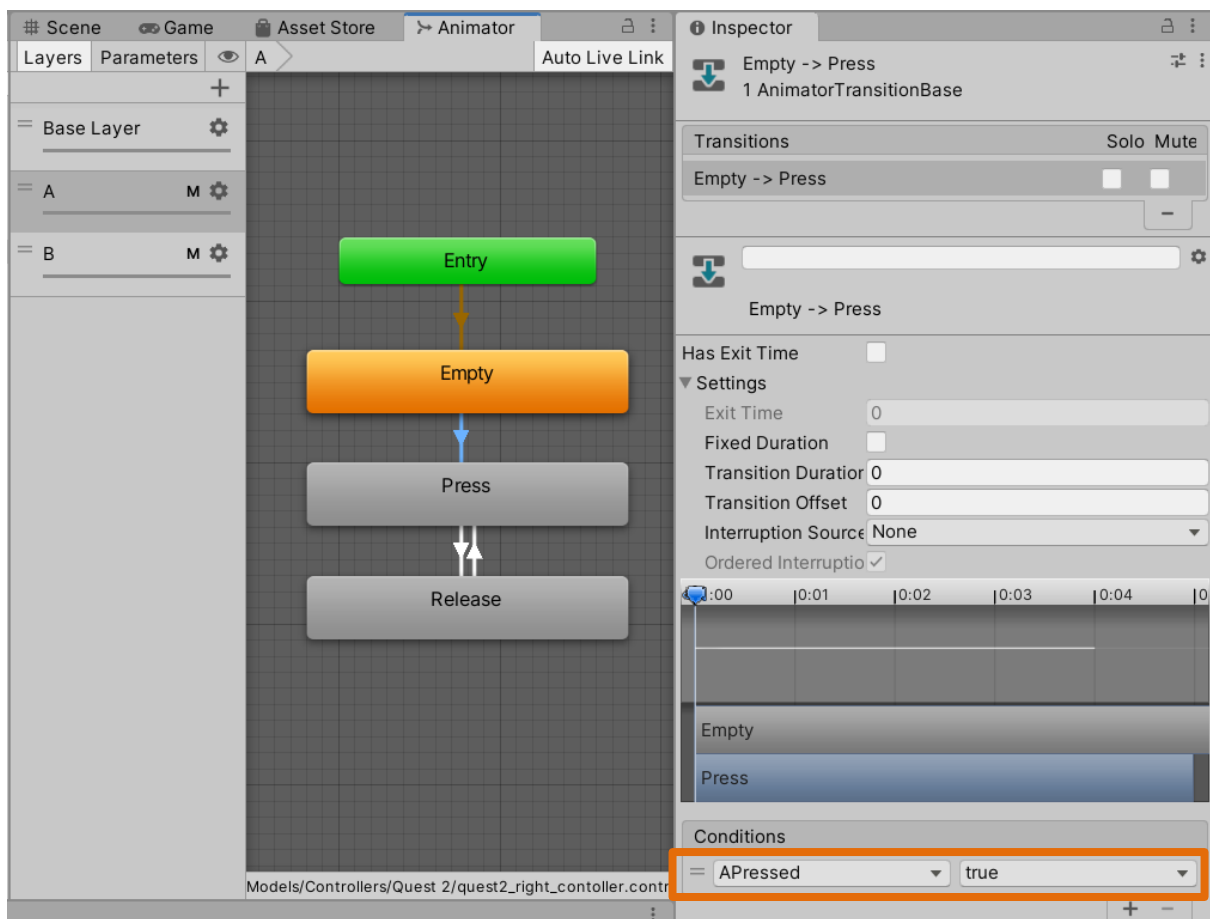 Scene Game Asset Store Animator
Layers Parameters A Auto Live Link
Base Layer
A M
B M
Entry
Empty
Press
Release
Models/Controllers/Quest 2/quest2_right_contoller.contr
Inspector
Empty -> Press
1 AnimatorTransitionBase
Transitions Solo Mute
Empty -> Press
Empty -> Press
Has Exit Time
Settings
Exit Time 0
Fixed Duration
Transition Duration 0
Transition Offset 0
Interruption Source None
Ordered Interruptio
:00 0:01 0:02 0:03 0:04 0
Empty
Press
Conditions
APressed true